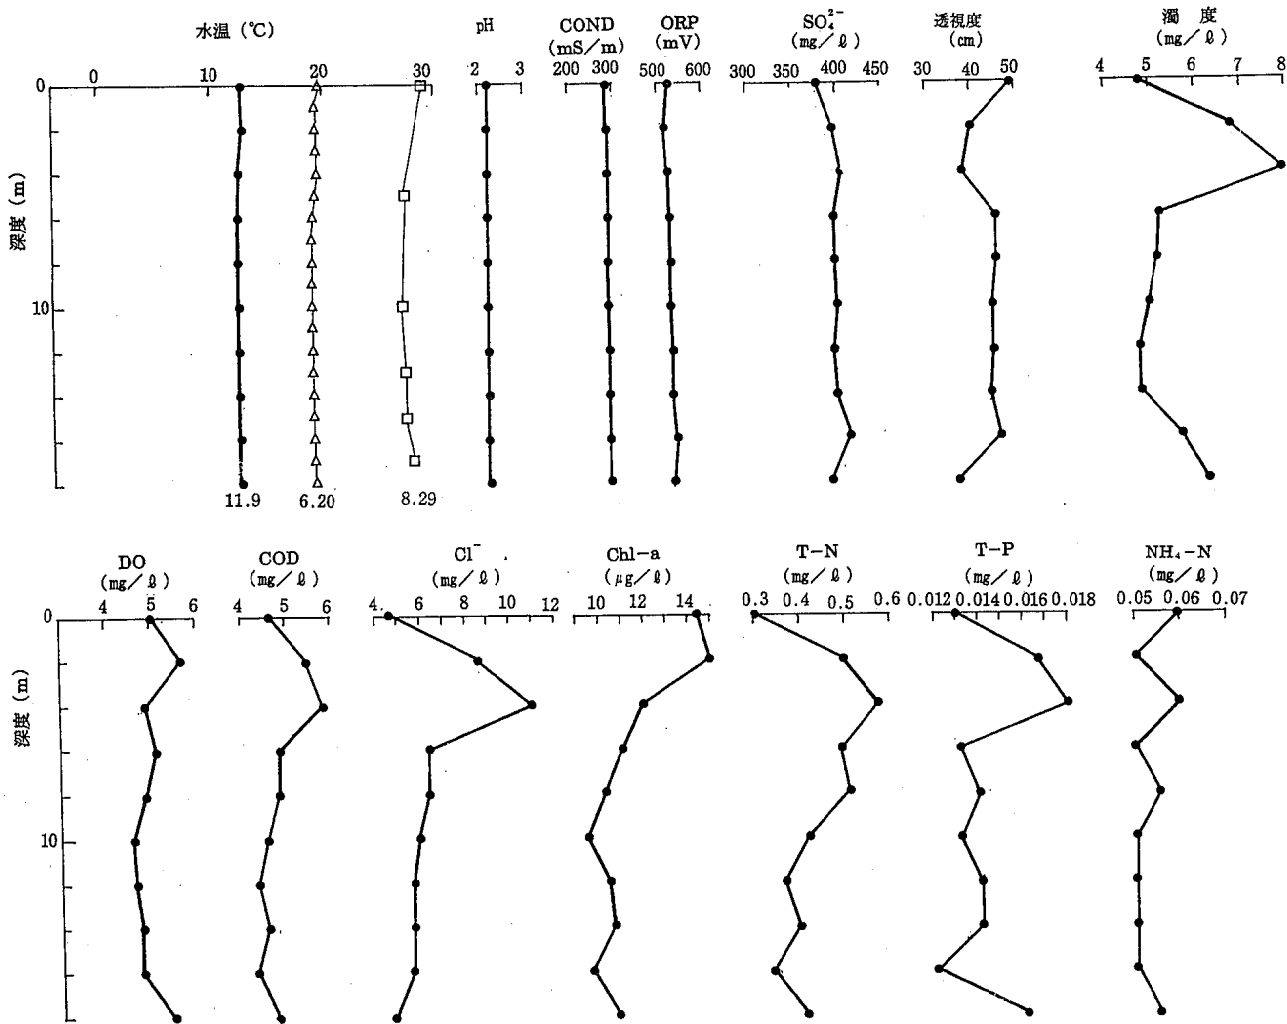 水温 (℃)
pH
COND
(mS/m)
ORP
(mV)
SO₄²⁻
(mg/ℓ)
透視度
(cm)
濁 度
(mg/ℓ)
0 10 20 30
2 3
200 300
500 600
300 350 400 450
30 40 50
4 5 6 7 8
0
深度 (m)
10
11.9 6.20 8.29
DO
(mg/ℓ)
COD
(mg/ℓ)
Cl⁻
(mg/ℓ)
Chl-a
(μg/ℓ)
T-N
(mg/ℓ)
T-P
(mg/ℓ)
NH₄-N
(mg/ℓ)
4 5 6
4 5 6
4 6 8 10 12
10 12 14
0.3 0.4 0.5 0.6
0.012 0.014 0.016 0.018
0.05 0.06 0.07
0
深度 (m)
10